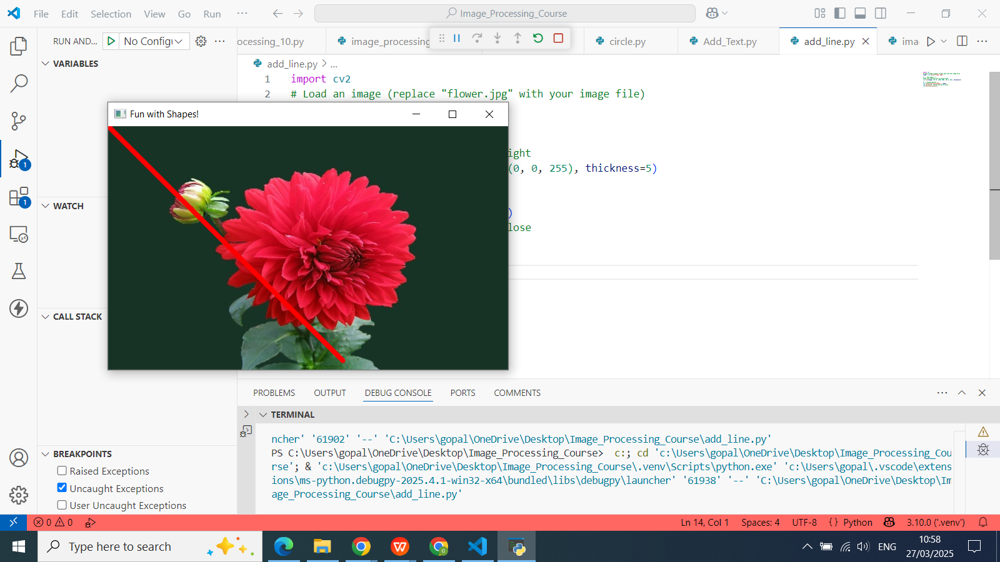 File Edit Selection View Go Run ··· Image_Processing_Course
RUN AND... No Configu
ocessing_10.py image_processing circle.py Add_Text.py add_line.py ima
add_line.py > ...
VARIABLES
1 import cv2
2 # Load an image (replace "flower.jpg" with your image file)
Fun with Shapes!
ight
(0, 0, 255), thickness=5)
)
lose
WATCH
CALL STACK
BREAKPOINTS
Raised Exceptions
Uncaught Exceptions
User Uncaught Exceptions
1
1
PROBLEMS OUTPUT DEBUG CONSOLE PORTS COMMENTS
TERMINAL
ncher' '61902' '--' 'C:\Users\gopal\OneDrive\Desktop\Image_Processing_Course\add_line.py'
PS C:\Users\gopal\OneDrive\Desktop\Image_Processing_Course> c:; cd 'c:\Users\gopal\OneDrive\Desktop\Image_Processing_Cou
rse'; & 'c:\Users\gopal\OneDrive\Desktop\Image_Processing_Course\.venv\Scripts\python.exe' 'c:\Users\gopal\.vscode\extens
ions\ms-python.debugpy-2025.4.1-win32-x64\bundled\libs\debugpy\launcher' '61938' '--' 'C:\Users\gopal\OneDrive\Desktop\Im
age_Processing_Course\add_line.py'
0 0 Ln 14, Col 1 Spaces: 4 UTF-8 {} Python 3.10.0 ('.venv')
Type here to search
ENG
10:58
27/03/2025